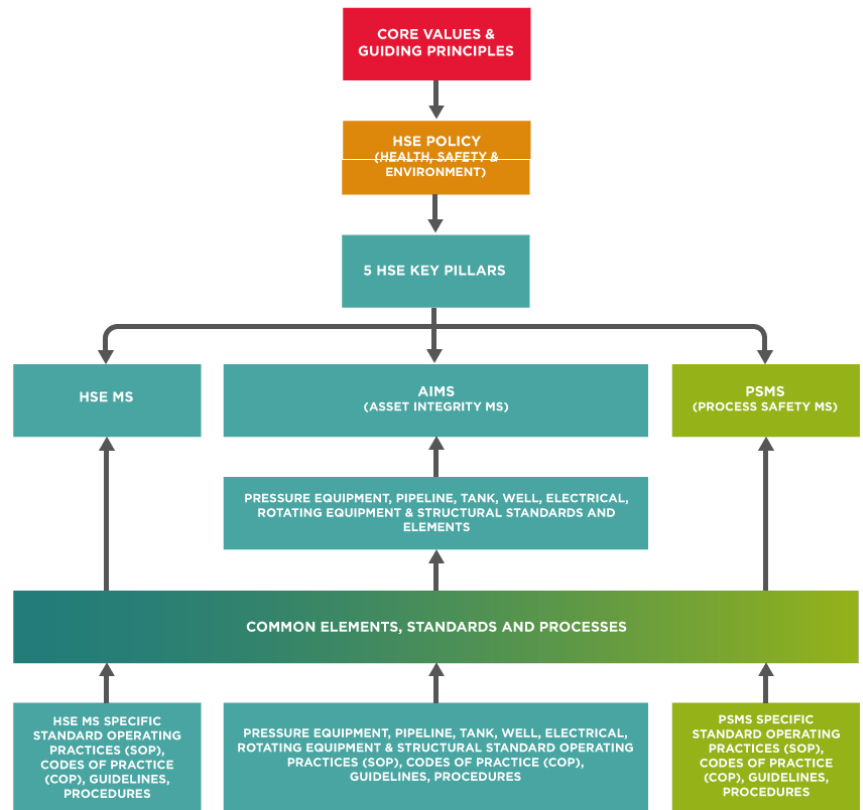 CORE VALUES &
GUIDING PRINCIPLES
HSE POLICY
(HEALTH, SAFETY &
ENVIRONMENT)
5 HSE KEY PILLARS
HSE MS
AIMS
(ASSET INTEGRITY MS)
PSMS
(PROCESS SAFETY MS)
PRESSURE EQUIPMENT, PIPELINE, TANK, WELL, ELECTRICAL,
ROTATING EQUIPMENT & STRUCTURAL STANDARDS AND
ELEMENTS
COMMON ELEMENTS, STANDARDS AND PROCESSES
HSE MS SPECIFIC
STANDARD OPERATING
PRACTICES (SOP),
CODES OF PRACTICE
(COP), GUIDELINES,
PROCEDURES
PRESSURE EQUIPMENT, PIPELINE, TANK, WELL, ELECTRICAL,
ROTATING EQUIPMENT & STRUCTURAL STANDARD OPERATING
PRACTICES (SOP), CODES OF PRACTICE (COP),
GUIDELINES, PROCEDURES
PSMS SPECIFIC
STANDARD OPERATING
PRACTICES (SOP),
CODES OF PRACTICE
(COP), GUIDELINES,
PROCEDURES